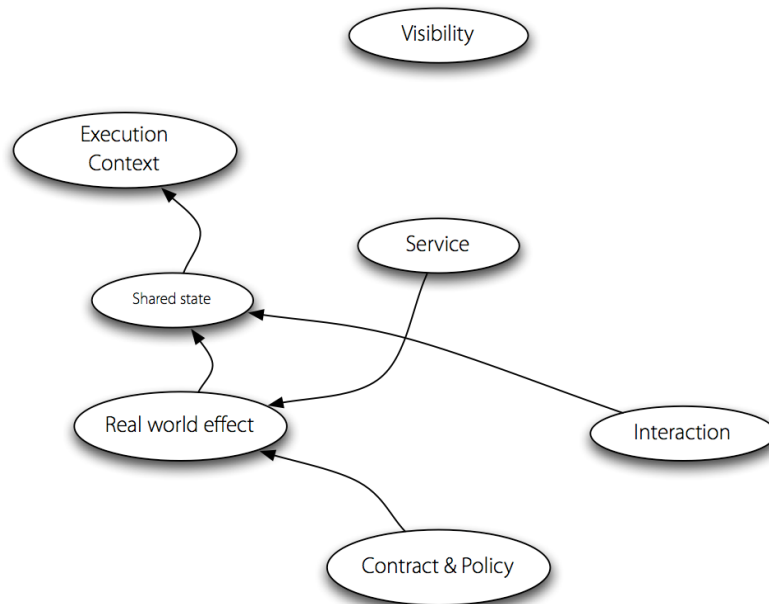 Visibility
Execution
Context
Service
Shared state
Real world effect
Interaction
Contract & Policy